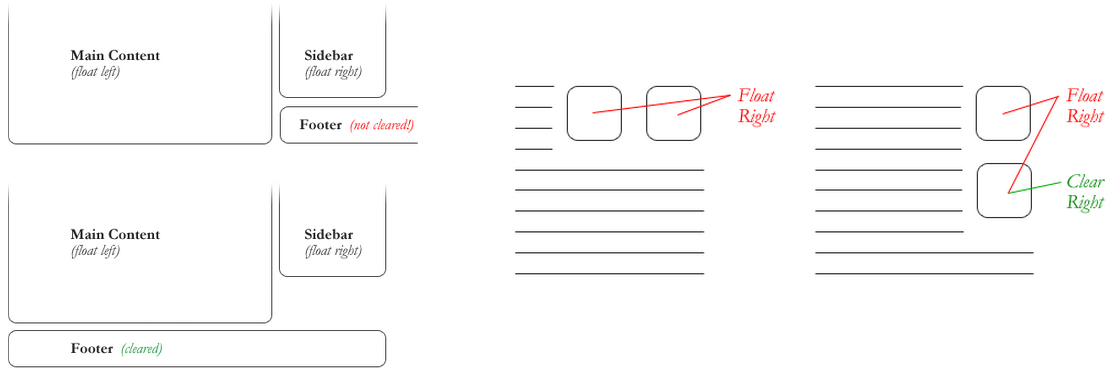 Main Content
(float left)
Sidebar
(float right)
Footer (not cleared!)
Main Content
(float left)
Sidebar
(float right)
Footer (cleared)
Float
Right
Float
Right
Clear
Right